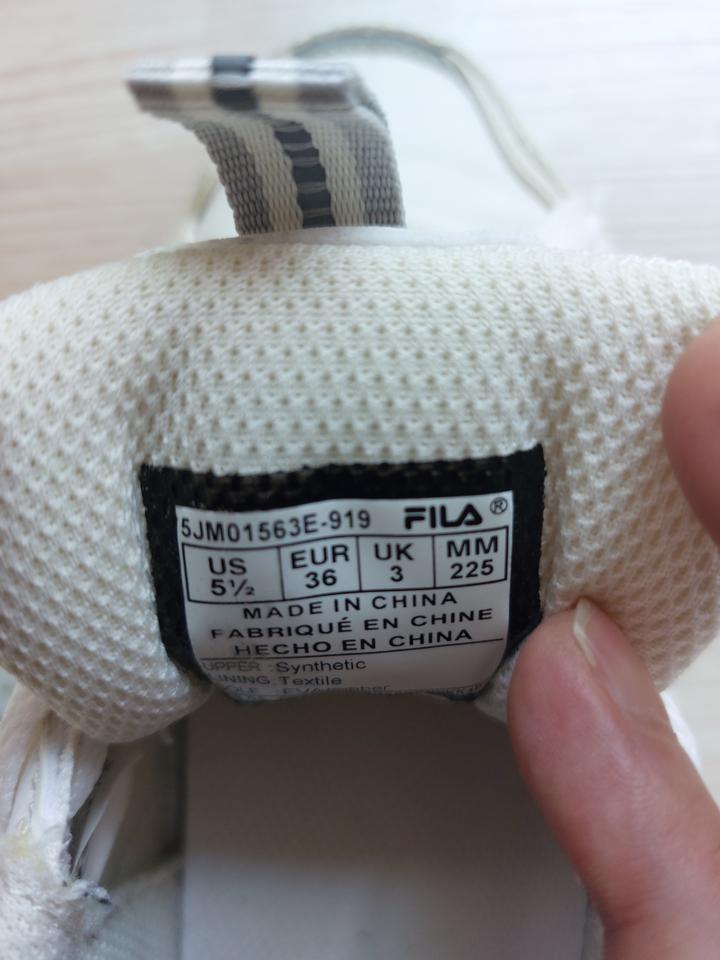 5JM01563E-919 FILA®
US EUR UK MM
5½ 36 3 225
MADE IN CHINA
FABRIQUÉ EN CHINE
HECHO EN CHINA
UPPER :Synthetic
LINING:Textile